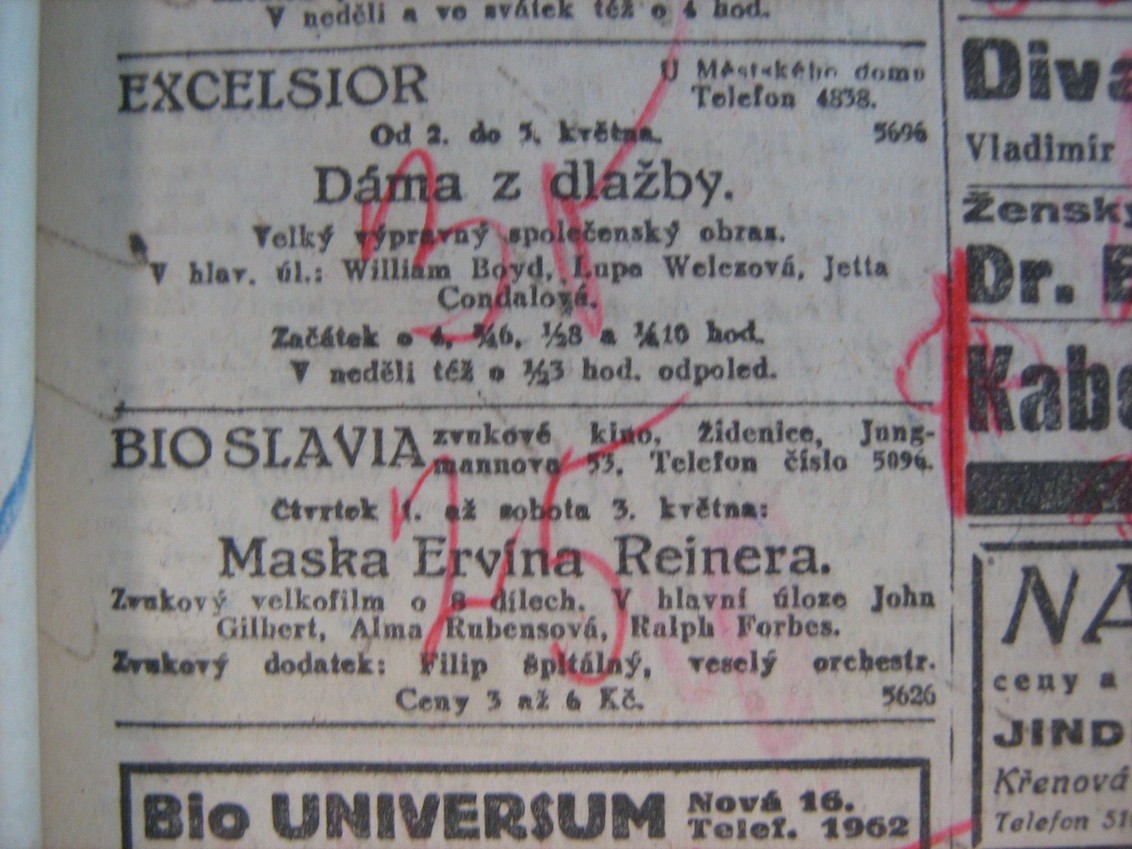 V neděli a ve svátek též o 4 hod.
EXCELSIOR
U Městského domu
Telefon 4838.
Od 2. do 5. května.
5696
Dáma z dlažby.
Velký výpravný společenský obraz.
V hlav. úl.: William Boyd, Lupe Welezová, Jetta
Condalová.
Začátek o 4, ¾6, ½8 a ¾10 hod.
V neděli též o ½3 hod. odpoled.
BIO SLAVIA
zvukové kino, Židenice, Jung-
mannova 53. Telefon číslo 5096.
Čtvrtek 1. až sobota 3. května:
Maska Ervína Reinera.
Zvukový velkofilm o 8 dílech. V hlavní úloze John
Gilbert, Alma Rubensová, Ralph Forbes.
Zvukový dodatek: Filip Špitálný, veselý orchestr.
Ceny 3 až 6 Kč.
5626
Bio UNIVERSUM
Nová 16.
Telef. 1962
Diva
Vladimír
Žensky
Dr. E
Kabe
NA
ceny a
JIND
Křenová
Telefon 51
31
25